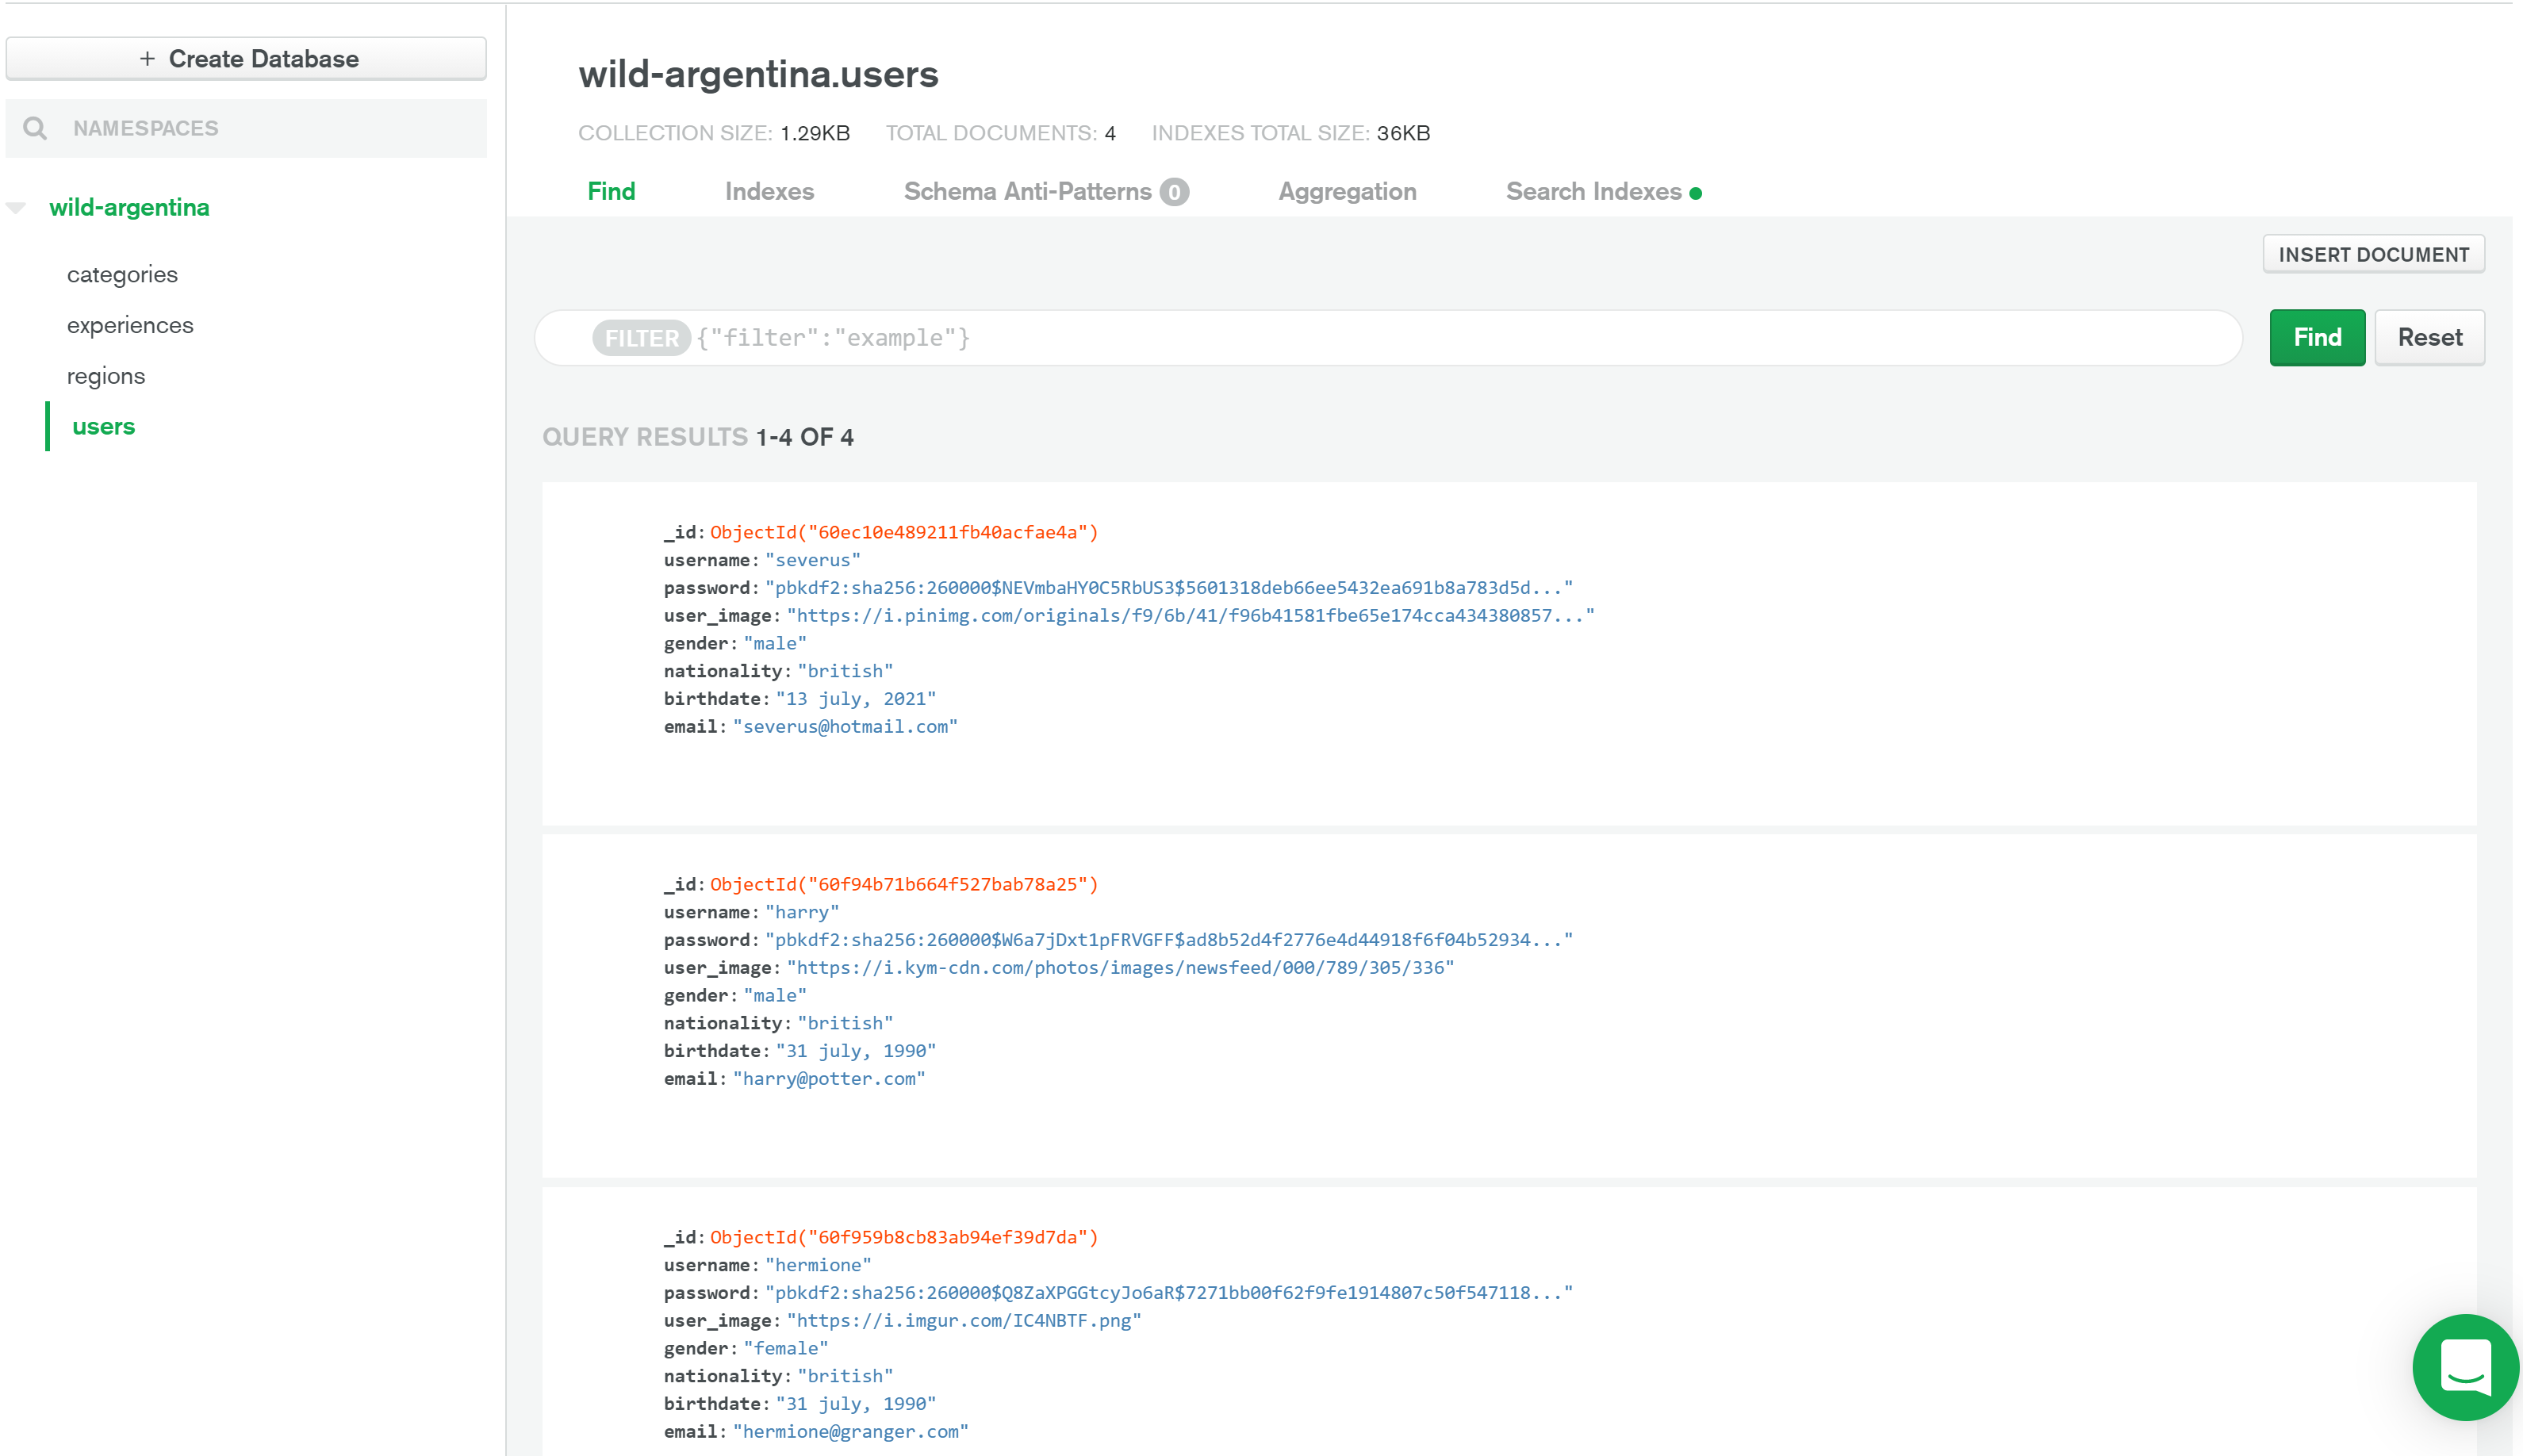 + Create Database
NAMESPACES
wild-argentina
categories
experiences
regions
users
wild-argentina.users
COLLECTION SIZE: 1.29KB TOTAL DOCUMENTS: 4 INDEXES TOTAL SIZE: 36KB
Find Indexes Schema Anti-Patterns 0 Aggregation Search Indexes
INSERT DOCUMENT
FILTER {"filter":"example"} Find Reset
QUERY RESULTS 1-4 OF 4
_id: ObjectId("60ec10e489211fb40acfae4a")
username: "severus"
password: "pbkdf2:sha256:260000$NEVmbaHY0C5RbUS3$5601318deb66ee5432ea691b8a783d5d..."
user_image: "https://i.pinimg.com/originals/f9/6b/41/f96b41581fbe65e174cca434380857..."
gender: "male"
nationality: "british"
birthdate: "13 july, 2021"
email: "severus@hotmail.com"
_id: ObjectId("60f94b71b664f527bab78a25")
username: "harry"
password: "pbkdf2:sha256:260000$W6a7jDxt1pFRVGFF$ad8b52d4f2776e4d44918f6f04b52934..."
user_image: "https://i.kym-cdn.com/photos/images/newsfeed/000/789/305/336"
gender: "male"
nationality: "british"
birthdate: "31 july, 1990"
email: "harry@potter.com"
_id: ObjectId("60f959b8cb83ab94ef39d7da")
username: "hermione"
password: "pbkdf2:sha256:260000$Q8ZaXPGGtcyJo6aR$7271bb00f62f9fe1914807c50f547118..."
user_image: "https://i.imgur.com/IC4NBTF.png"
gender: "female"
nationality: "british"
birthdate: "31 july, 1990"
email: "hermione@granger.com"